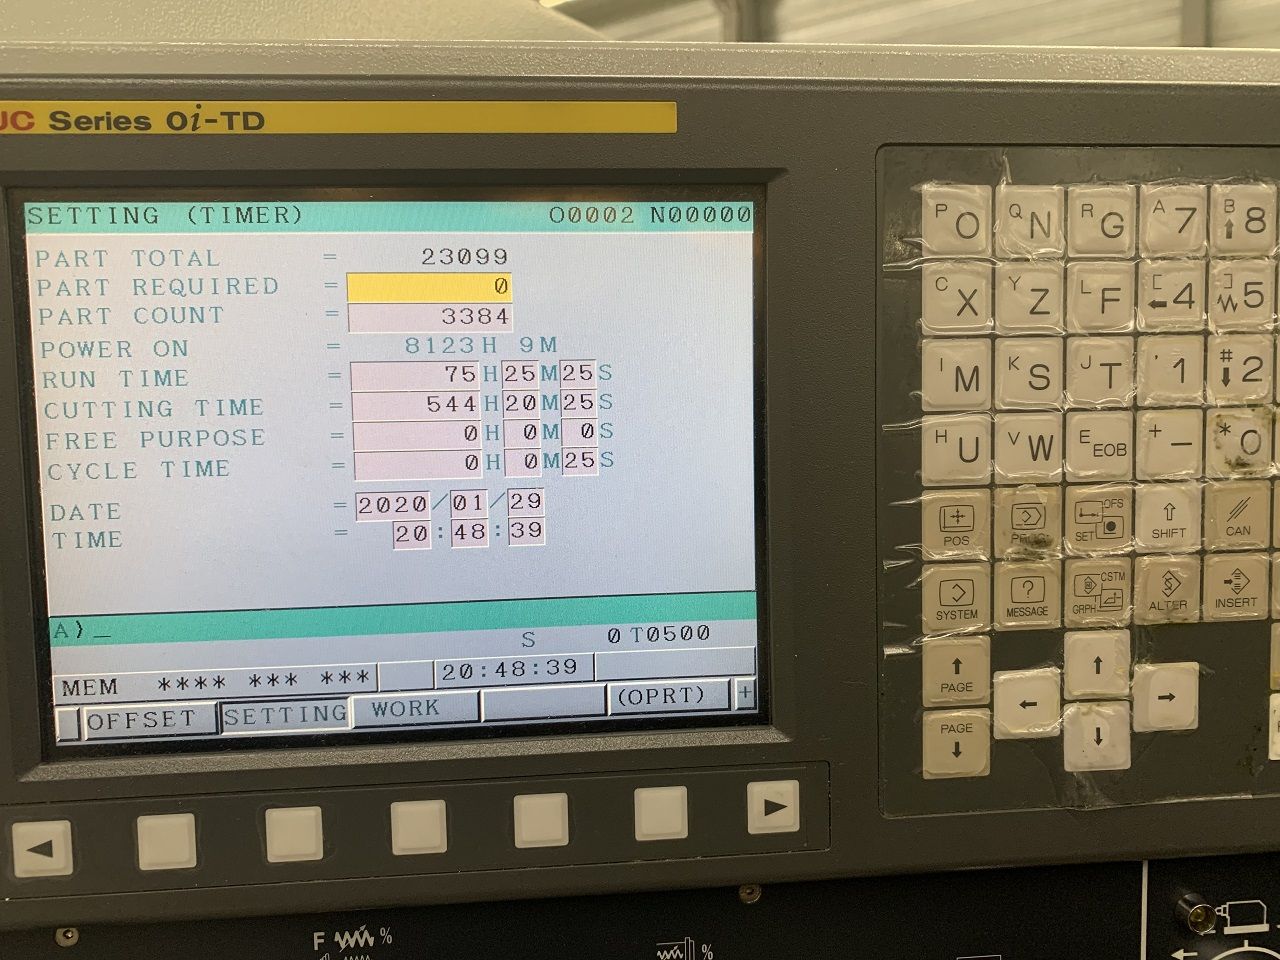 UC Series 0i-TD
SETTING (TIMER) O0002 N00000
PART TOTAL = 23099
PART REQUIRED = 0
PART COUNT = 3384
POWER ON = 8123H 9M
RUN TIME = 75H25M25S
CUTTING TIME = 544H20M25S
FREE PURPOSE = 0H 0M 0S
CYCLE TIME = 0H 0M25S
DATE = 2020/01/29
TIME = 20:48:39
A)_
S 0 T0500
MEM **** *** *** 20:48:39
OFFSET SETTING WORK (OPRT) +
P O Q N R G A 7 B 8
C X Y Z L F [ 4 ] 5
I M K S J T ' 1 # 2
H U V W E EOB + - * 0
POS PROG OFS SET SHIFT CAN
SYSTEM MESSAGE CSTM GRPH ALTER INSERT
PAGE
PAGE
F % %